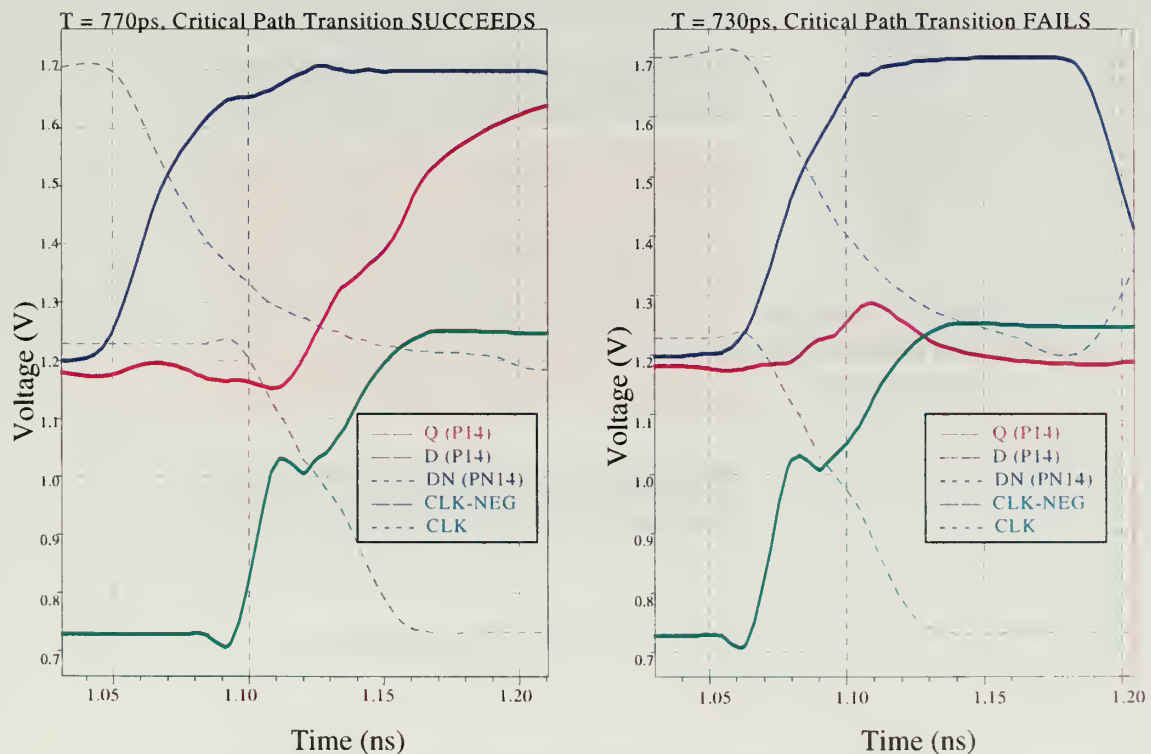 T = 770ps, Critical Path Transition SUCCEEDS
1.7
1.6
1.5
1.4
1.3
1.2
1.1
1.0
0.9
0.8
0.7
Voltage (V)
Q (P14)
D (P14)
DN (PN14)
CLK-NEG
CLK
1.05
1.10
1.15
1.20
Time (ns)
T = 730ps, Critical Path Transition FAILS
1.7
1.6
1.5
1.4
1.3
1.2
1.1
1.0
0.9
0.8
0.7
Voltage (V)
Q (P14)
D (P14)
DN (PN14)
CLK-NEG
CLK
1.05
1.10
1.15
1.20
Time (ns)